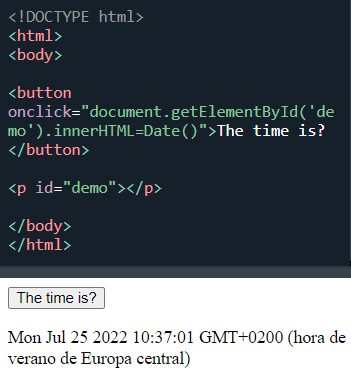 <!DOCTYPE html>
<html>
<body>
<button
onclick="document.getElementById('de
mo').innerHTML=Date()">The time is?
</button>
<p id="demo"></p>
</body>
</html>
The time is?
Mon Jul 25 2022 10:37:01 GMT+0200 (hora de
verano de Europa central)